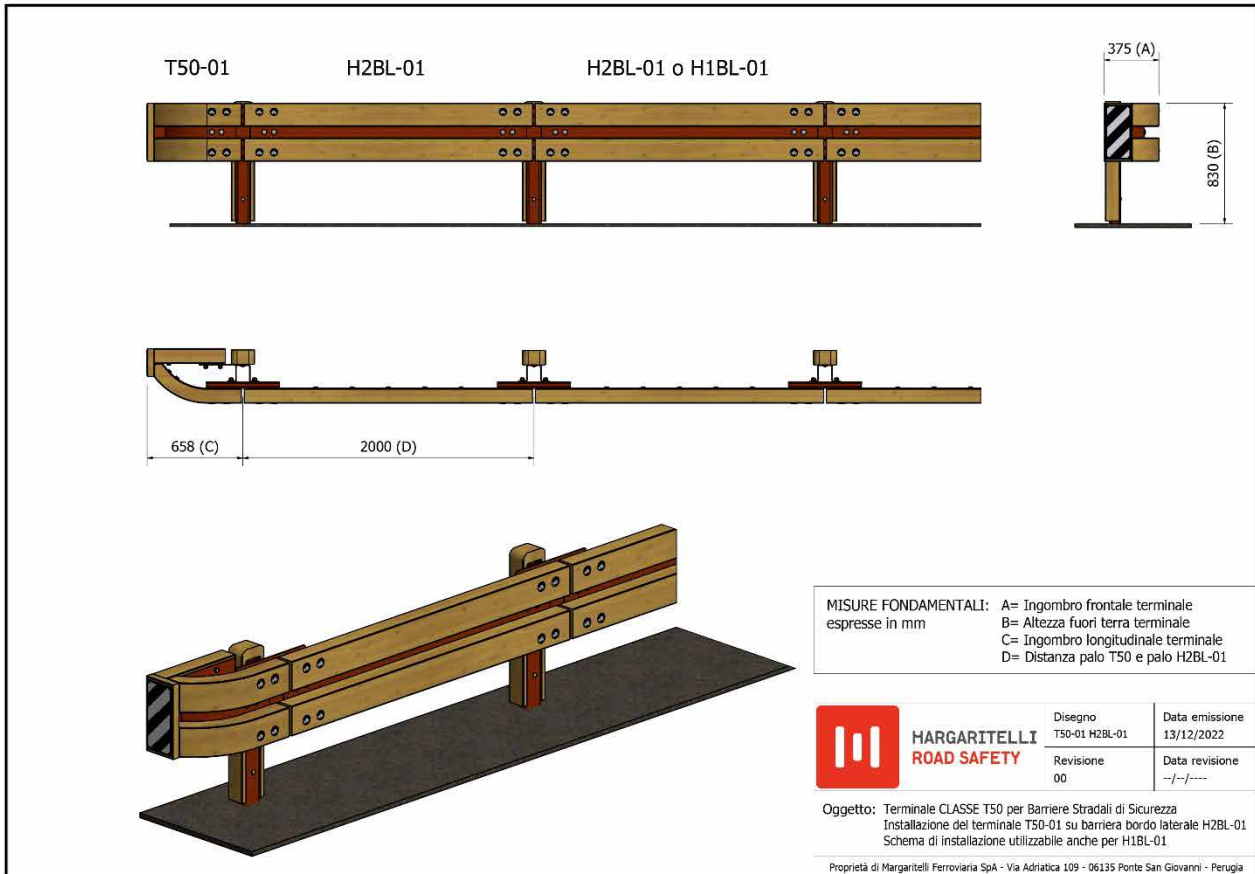 T50-01
H2BL-01
H2BL-01 o H1BL-01
375 (A)
830 (B)
658 (C)
2000 (D)
MISURE FONDAMENTALI:
espresse in mm
A= Ingombro frontale terminale
B= Altezza fuori terra terminale
C= Ingombro longitudinale terminale
D= Distanza palo T50 e palo H2BL-01
MARGARITELLI
ROAD SAFETY
Disegno
T50-01 H2BL-01
Data emissione
13/12/2022
Revisione
00
Data revisione
--/--/----
Oggetto: Terminale CLASSE T50 per Barriere Stradali di Sicurezza
Installazione del terminale T50-01 su barriera bordo laterale H2BL-01
Schema di installazione utilizzabile anche per H1BL-01
Proprietà di Margaritelli Ferroviaria SpA - Via Adriatica 109 - 06135 Ponte San Giovanni - Perugia